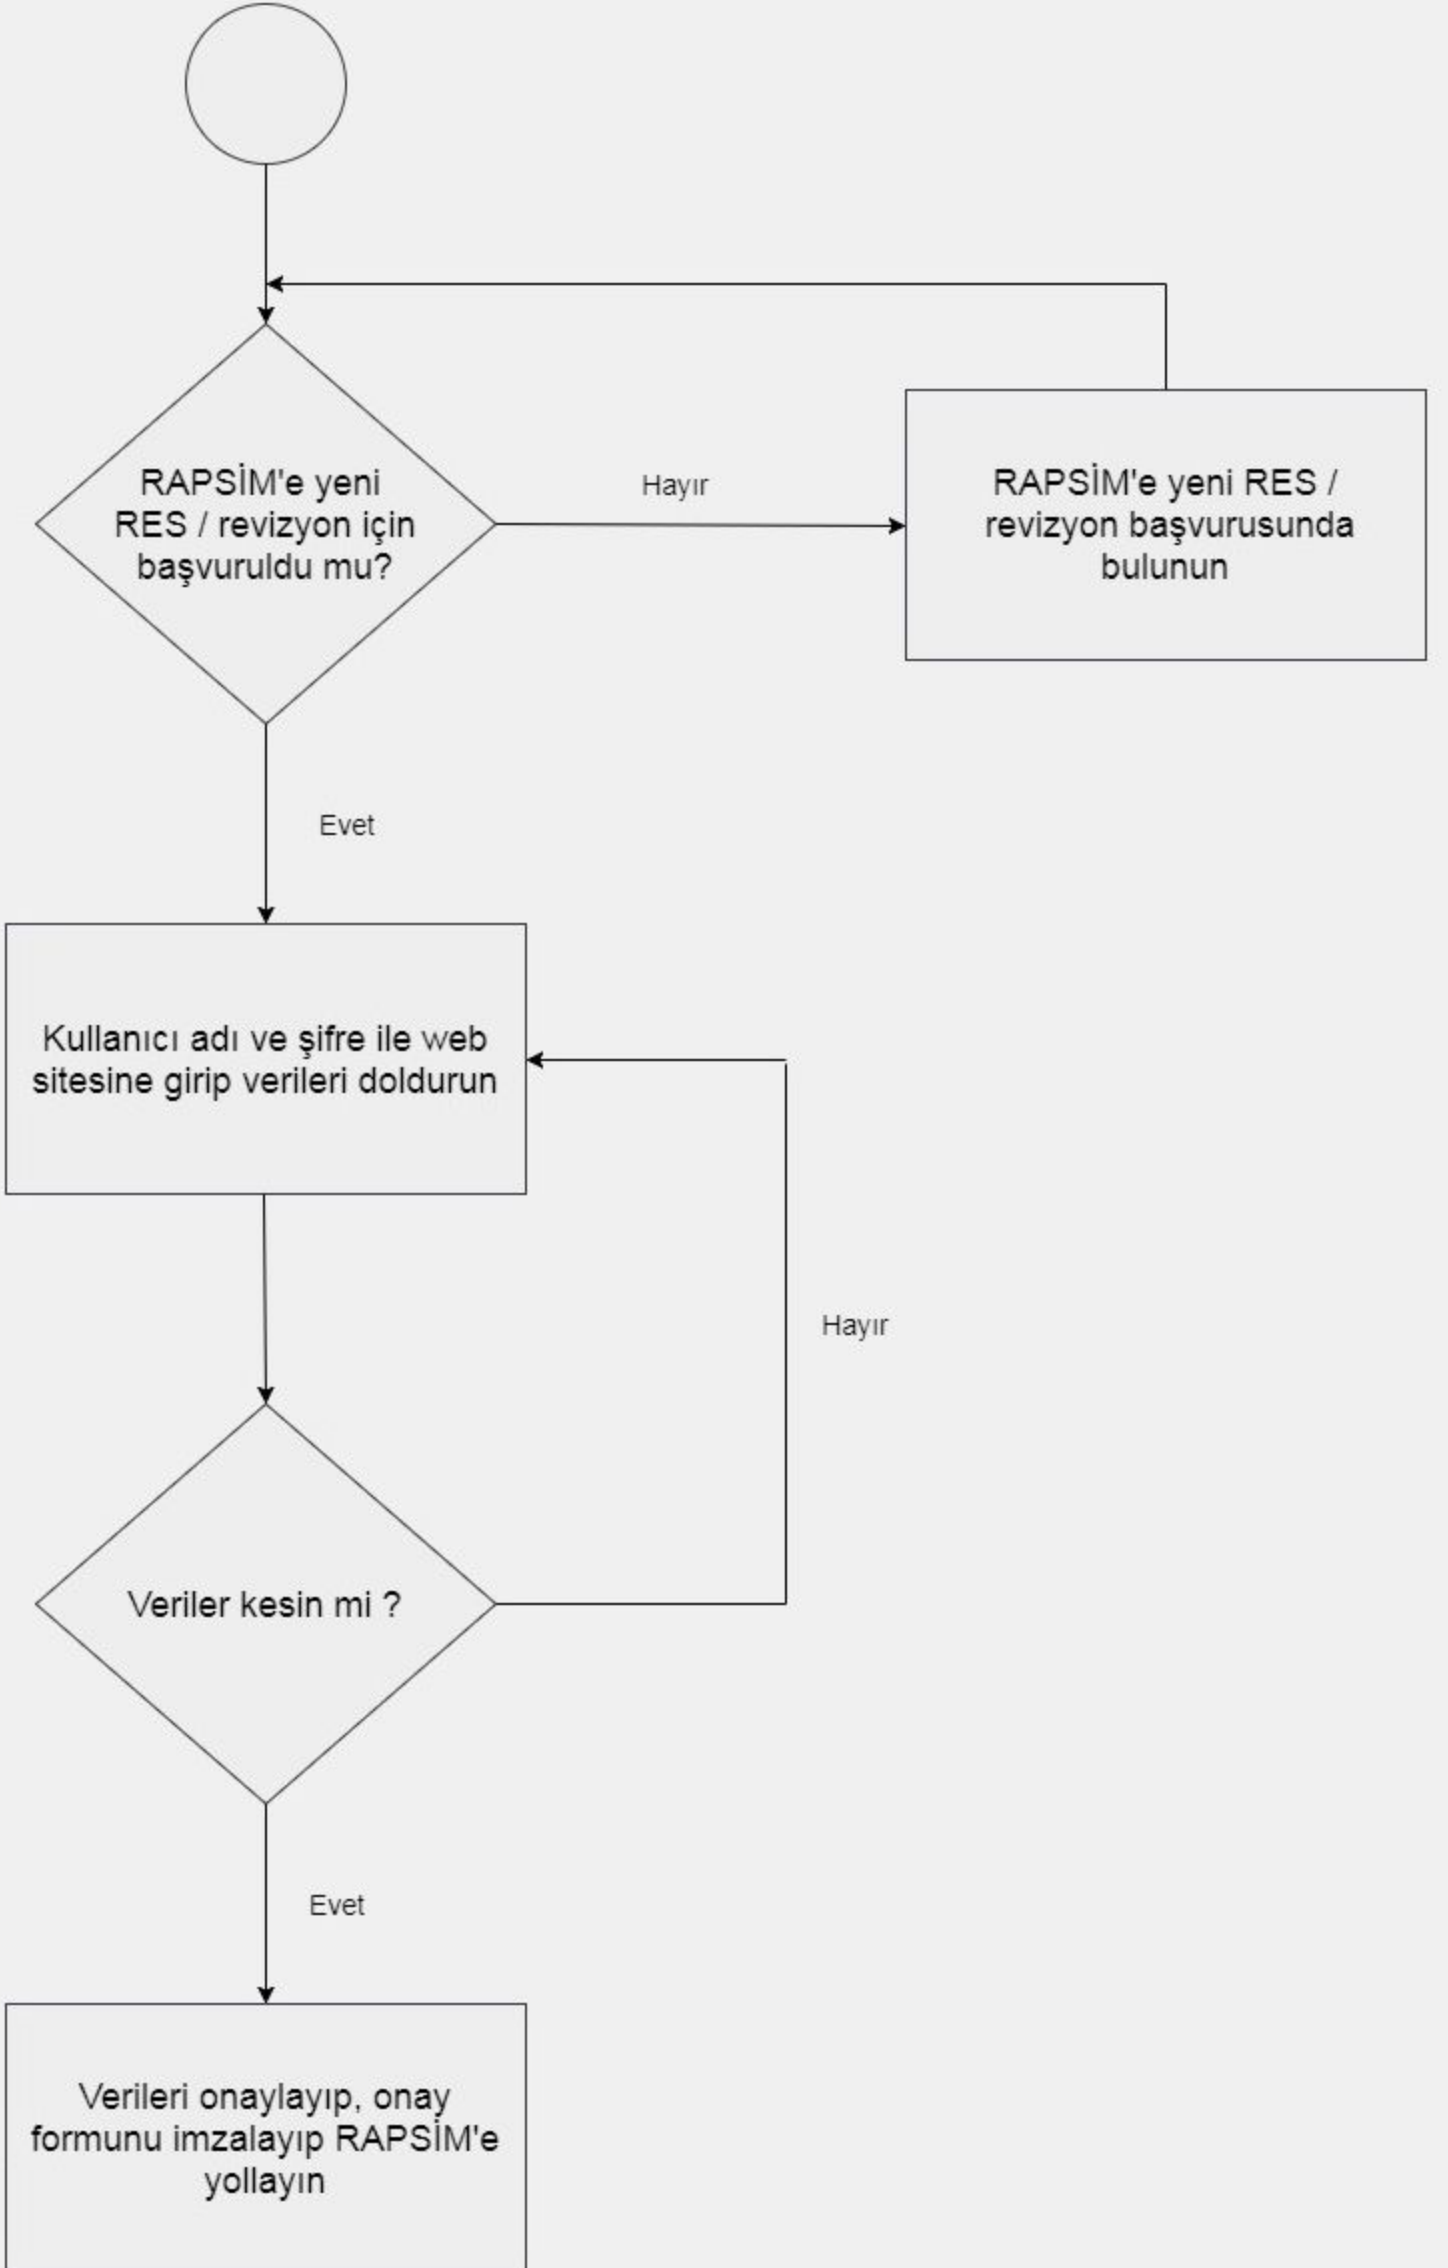 RAPSİM'e yeni
RES / revizyon için
başvuruldu mu?
Hayır
RAPSİM'e yeni RES /
revizyon başvurusunda
bulunun
Evet
Kullanıcı adı ve şifre ile web
sitesine girip verileri doldurun
Hayır
Veriler kesin mi ?
Evet
Verileri onaylayıp, onay
formunu imzalayıp RAPSİM'e
yollayın